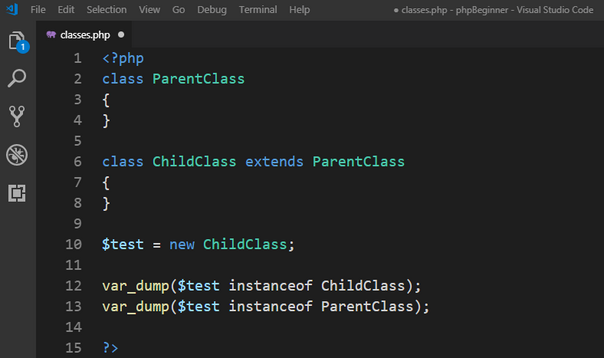 File Edit Selection View Go Debug Terminal Help ● classes.php - phpBeginner - Visual Studio Code
classes.php ●
1
1 <?php
2 class ParentClass
3 {
4 }
5
6 class ChildClass extends ParentClass
7 {
8 }
9
10 $test = new ChildClass;
11
12 var_dump($test instanceof ChildClass);
13 var_dump($test instanceof ParentClass);
14
15 ?>